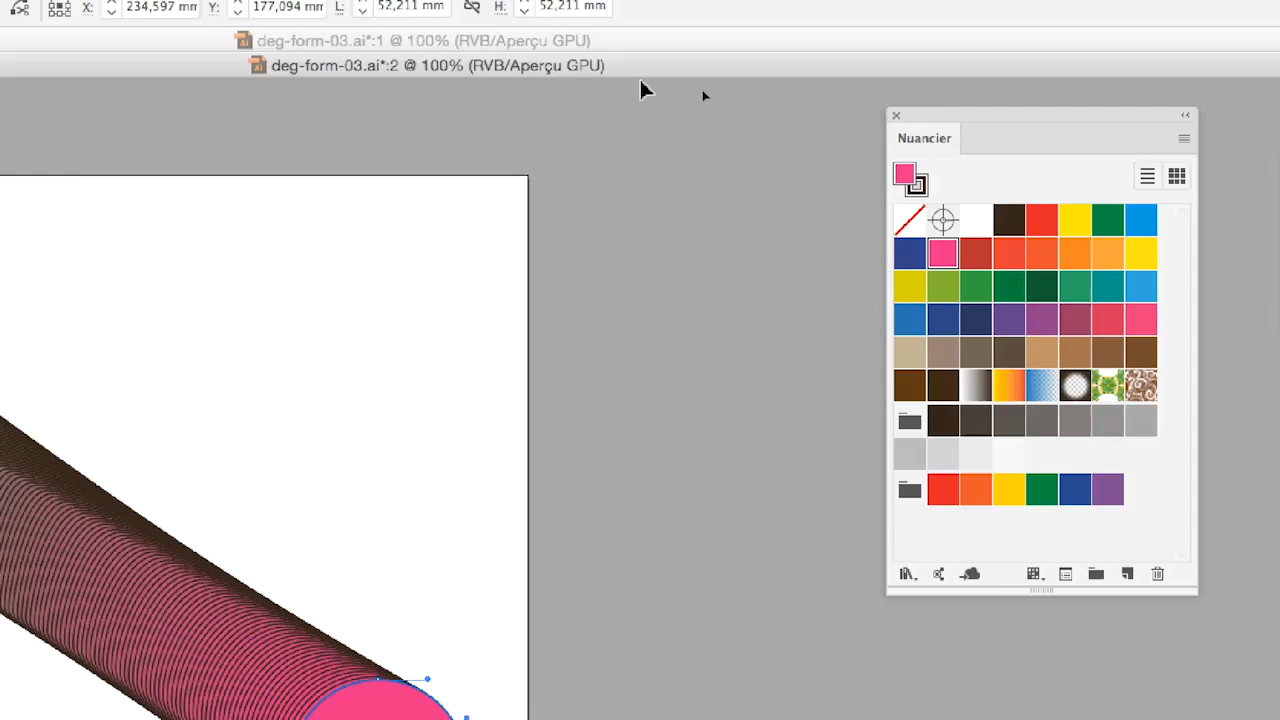 X: 234,597 mm Y: 177,094 mm L: 52,211 mm H: 52,211 mm
deg-form-03.ai*:1 @ 100% (RVB/Aperçu GPU)
deg-form-03.ai*:2 @ 100% (RVB/Aperçu GPU)
Nuancier